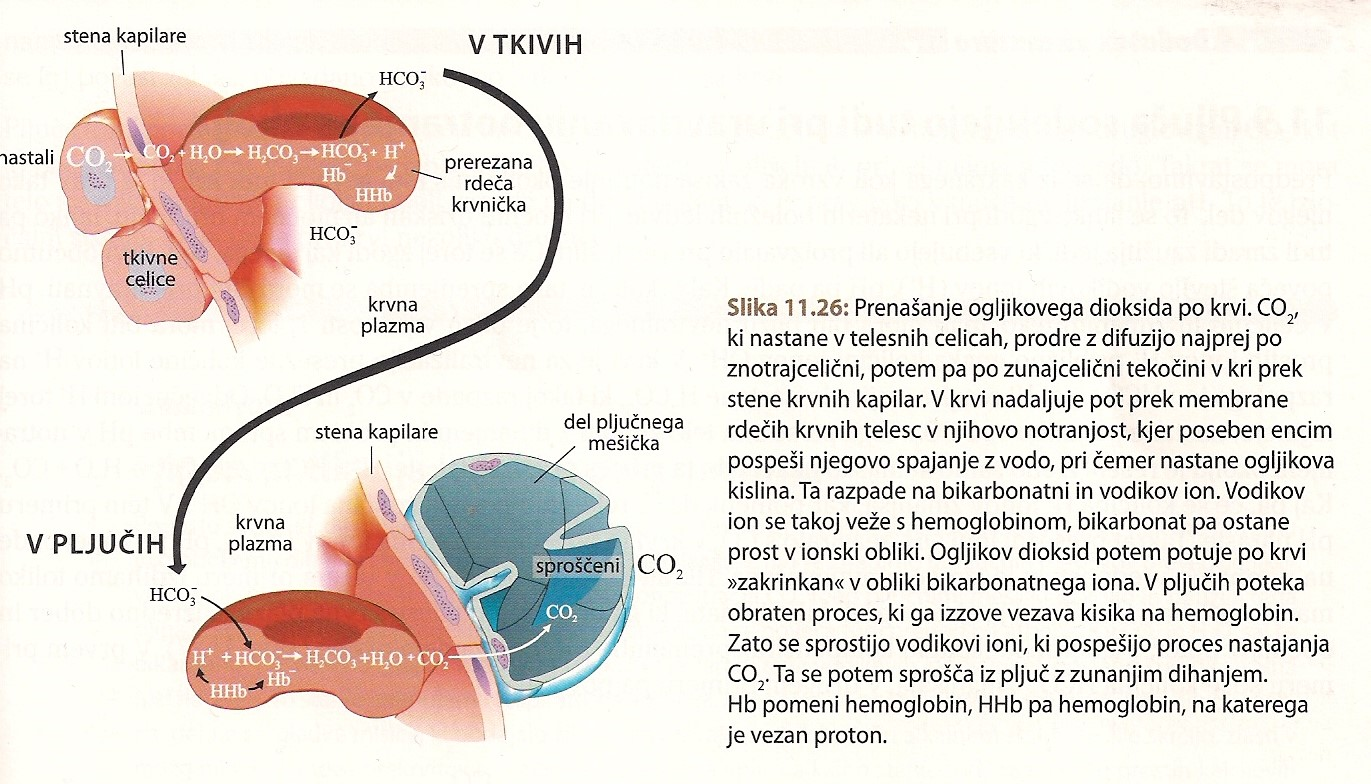 stena kapilare
V TKIVIH
HCO₃⁻
nastali CO₂ → CO₂ + H₂O → H₂CO₃ → HCO₃⁻ + H⁺
Hb⁻
HHb
prerezana
rdeča
krvnička
HCO₃⁻
tkivne
celice
krvna
plazma
stena kapilare
del pljučnega
mešička
krvna
plazma
V PLJUČIH
sproščeni CO₂
HCO₃⁻
CO₂
H⁺ + HCO₃⁻ → H₂CO₃ + H₂O + CO₂
HHb
Hb⁻
Slika 11.26: Prenašanje ogljikovega dioksida po krvi. CO₂,
ki nastane v telesnih celicah, prodre z difuzijo najprej po
znotrajcelični, potem pa po zunajcelični tekočini v kri prek
stene krvnih kapilar. V krvi nadaljuje pot prek membrane
rdečih krvnih telesc v njihovo notranjost, kjer poseben encim
pospeši njegovo spajanje z vodo, pri čemer nastane ogljikova
kislina. Ta razpade na bikarbonatni in vodikov ion. Vodikov
ion se takoj veže s hemoglobinom, bikarbonat pa ostane
prost v ionski obliki. Ogljikov dioksid potem potuje po krvi
»zakrinkan« v obliki bikarbonatnega iona. V pljučih poteka
obraten proces, ki ga izzove vezava kisika na hemoglobin.
Zato se sprostijo vodikovi ioni, ki pospešijo proces nastajanja
CO₂. Ta se potem sprošča iz pljuč z zunanjim dihanjem.
Hb pomeni hemoglobin, HHb pa hemoglobin, na katerega
je vezan proton.